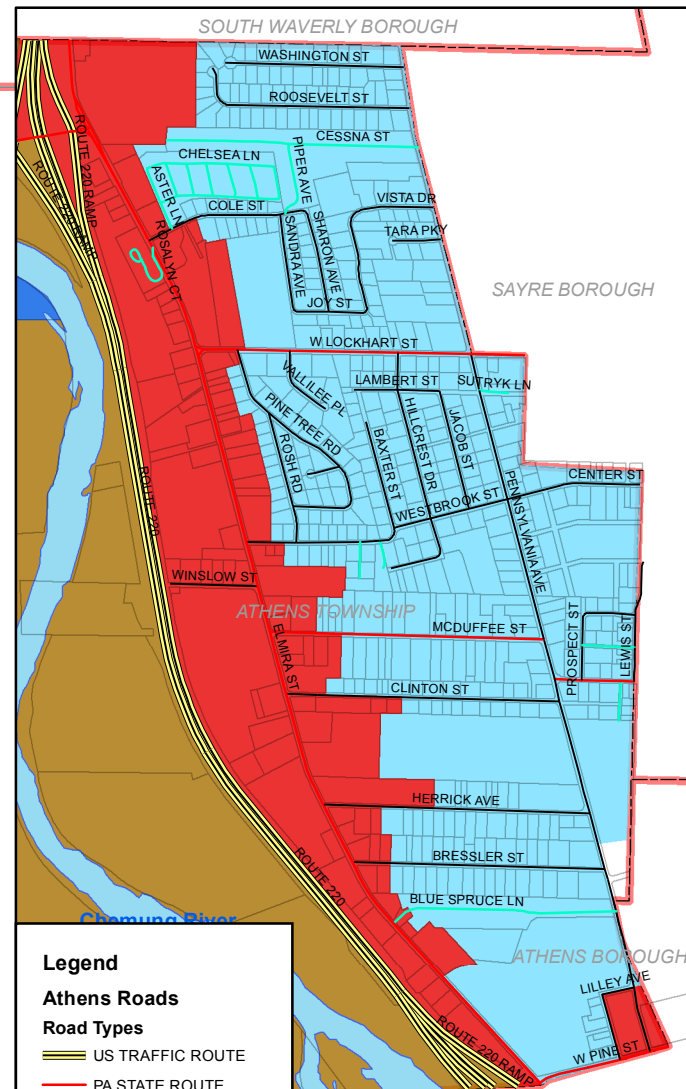 SOUTH WAVERLY BOROUGH
WASHINGTON ST
ROOSEVELT ST
CESSNA ST
CHELSEA LN
PIPER AVE
ASTER LN
VISTA DR
COLE ST
TARA PKY
ROUTE 220 RAMP
ROUTE 220 RAMP
ROSALYN CT
SANDRA AVE
SHARON AVE
JOY ST
SAYRE BOROUGH
W LOCKHART ST
VALLILEE PL
LAMBERT ST
SUTRYK LN
PINE TREE RD
HILLCREST DR
JACOB ST
BAXTER ST
ROSH RD
CENTER ST
WESTBROOK ST
PENNSYLVANIA AVE
ROUTE 220
WINSLOW ST
ATHENS TOWNSHIP
MCDUFFEE ST
PROSPECT ST
LEWIS ST
ELMIRA ST
CLINTON ST
HERRICK AVE
BRESSLER ST
ROUTE 220
BLUE SPRUCE LN
Chemung River
ATHENS BOROUGH
LILLEY AVE
W PINE ST
ROUTE 220 RAMP
Legend
Athens Roads
Road Types
US TRAFFIC ROUTE
PA STATE ROUTE